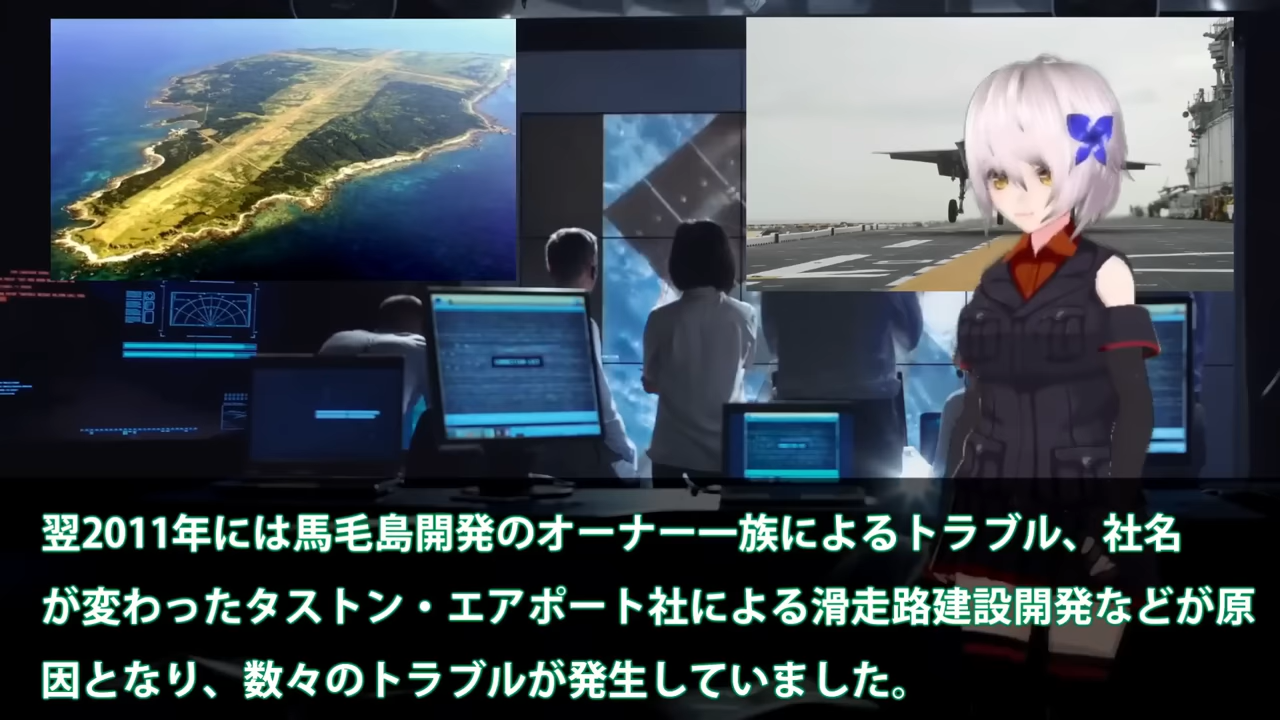 翌2011年には馬毛島開発のオーナー一族によるトラブル、社名
が変わったタストン・エアポート社による滑走路建設開発などが原
因となり、数々のトラブルが発生していました。